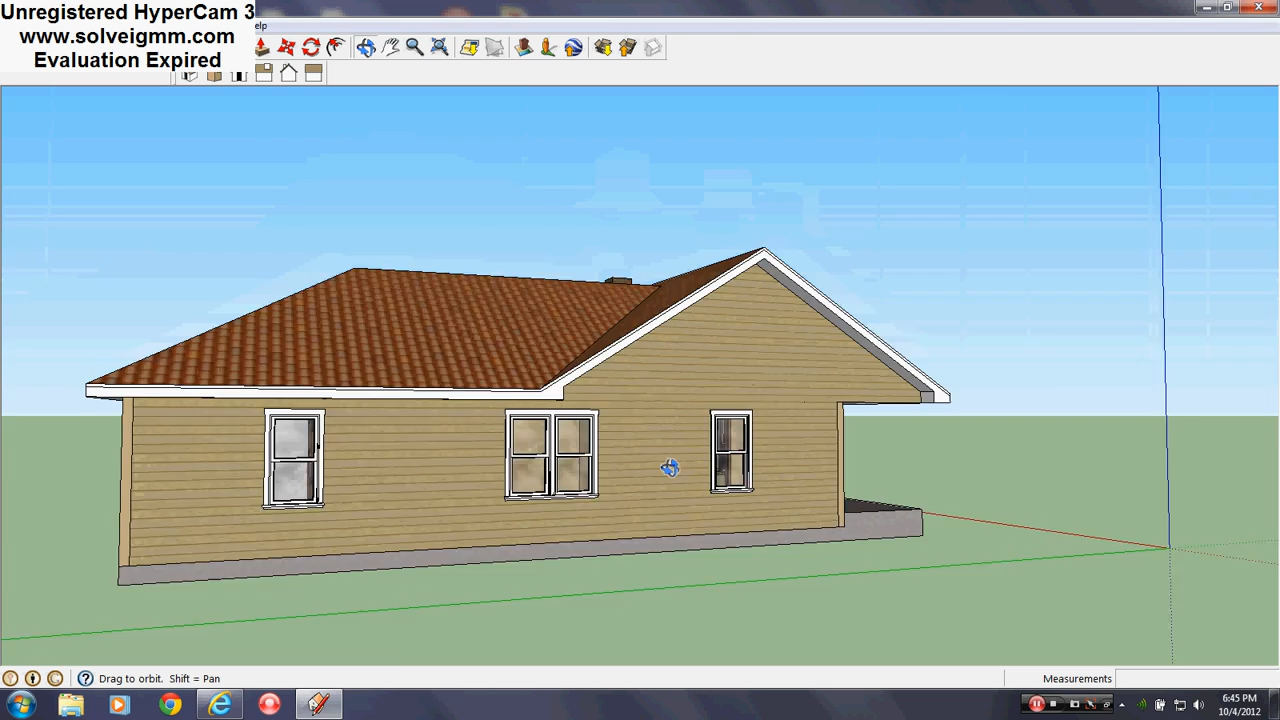 Unregistered HyperCam 3
www.solveigmm.com
Evaluation Expired
elp
Drag to orbit. Shift = Pan
Measurements
6:45 PM
10/4/2012